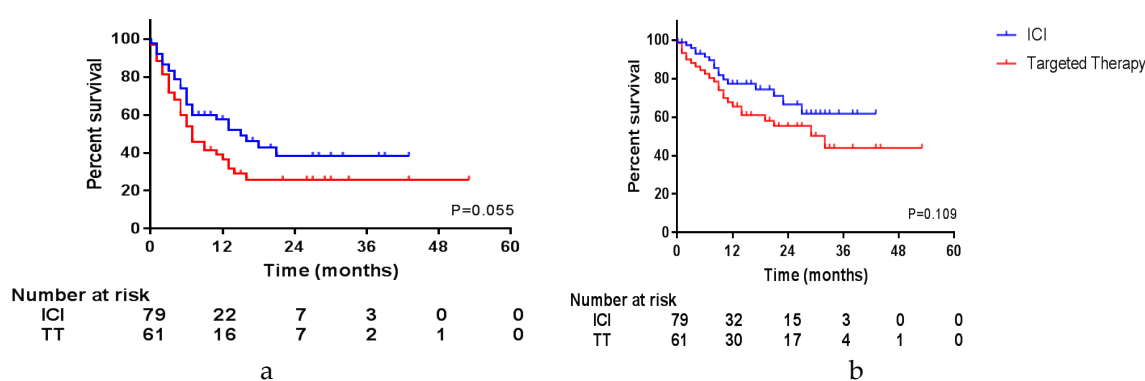 Percent survival
100
80
60
40
20
0
P=0.055
0 12 24 36 48 60
Time (months)
Number at risk
ICI 79 22 7 3 0 0
TT 61 16 7 2 1 0
a
Percent survival
100
80
60
40
20
0
P=0.109
0 12 24 36 48 60
Time (months)
Number at risk
ICI 79 32 15 3 0 0
TT 61 30 17 4 1 0
b
ICI
Targeted Therapy